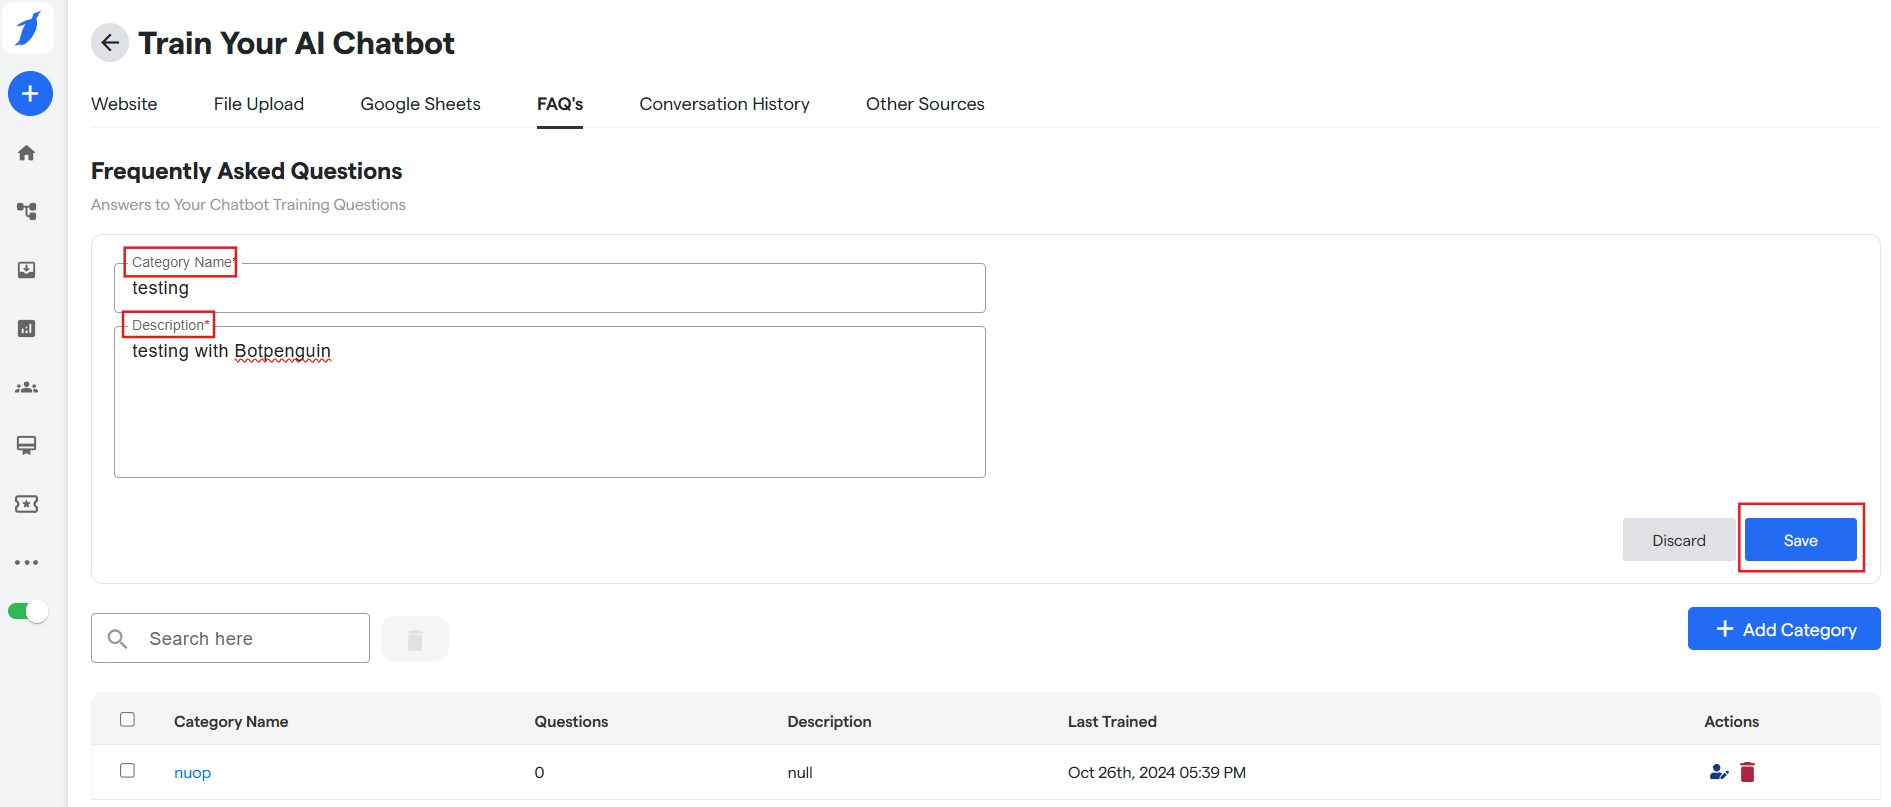 Train Your AI Chatbot
Website File Upload Google Sheets FAQ's Conversation History Other Sources
Frequently Asked Questions
Answers to Your Chatbot Training Questions
Category Name*
testing
Description*
testing with Botpenguin
Discard Save
Search here
+ Add Category
Category Name Questions Description Last Trained Actions
nuop 0 null Oct 26th, 2024 05:39 PM